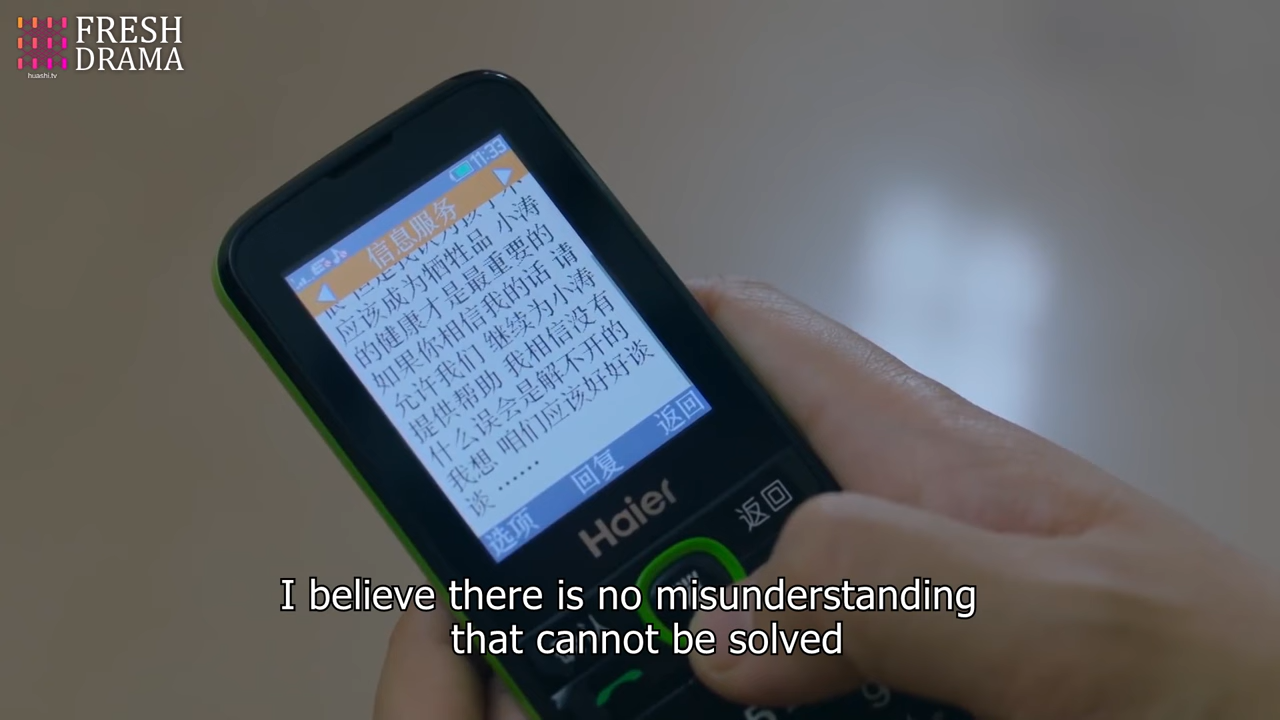 FRESH
DRAMA
huashi.tv
11:33
信息服务
应该成为牺牲品 小涛
的健康才是最重要的
如果你相信我的话 请
允许我们 继续为小涛
提供帮助 我相信没有
什么误会是解不开的
我想 咱们应该好好谈
谈 ……
选项 回复 返回
Haier
返回
I believe there is no misunderstanding
that cannot be solved